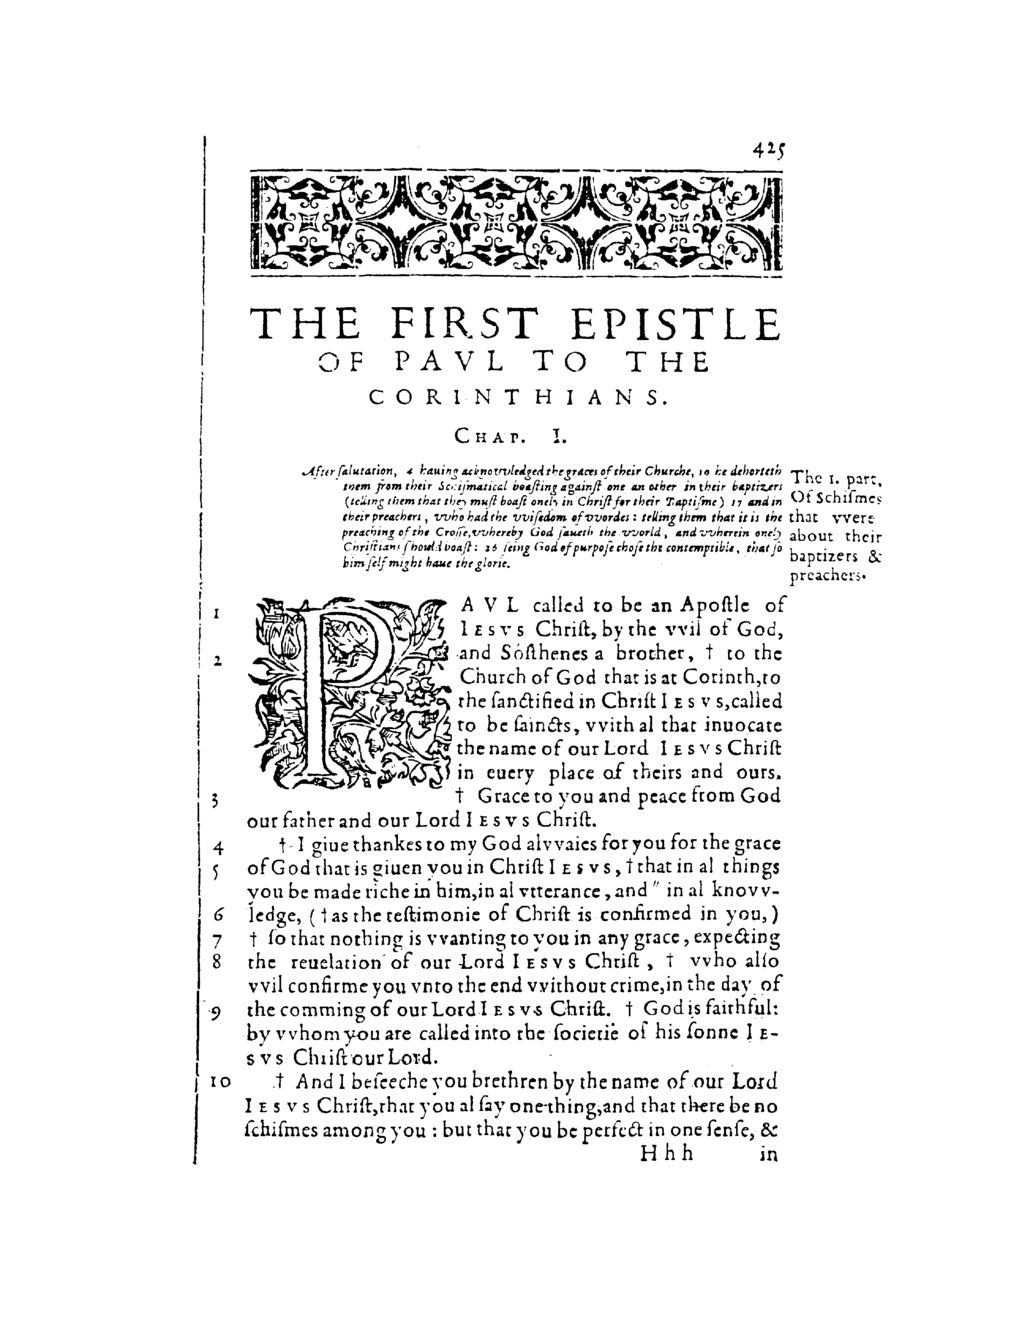 425
THE FIRST EPISTLE
OF PAVL TO THE
CORINTHIANS.
CHAP. I.
After ſalutation, 4 hauing acknovvledged the graces of their Churche, 10 he dehorteth
them from their Schiſmatical boaſting againſt one an other in their baptizers
(telling them that they muſt boaſt onely in Chriſt for their Baptiſme) 17 and in
their preachers, vvho had the vviſedom of vvordes: telling them that it is the
preaching of the Croſſe, vvhereby God ſaueth the vvorld, and vvherein onely
Chriſtians ſhould boaſt: 26 ſeing God of purpoſe choſe the contemptible, that ſo
him ſelf might haue the glorie.
The 1. part,
Of Schiſmes
that vvere
about their
baptizers &
preachers.
1 PAVL called to be an Apoſtle of
IESVS Chriſt, by the vvil of God,
2 and Sóſthenes a brother, † to the
Church of God that is at Corinth, to
the ſanctified in Chriſt IESVS, called
to be ſaincts, vvith al that inuocate
the name of our Lord IESVS Chriſt
in euery place of theirs and ours.
3 † Grace to you and peace from God
our father and our Lord IESVS Chriſt.
4 † I giue thankes to my God alvvaies for you for the grace
5 of God that is giuen you in Chriſt IESVS, † that in al things
you be made riche in him, in al vtterance, and " in al knovv-
6 ledge, († as the teſtimonie of Chriſt is confirmed in you,)
7 † ſo that nothing is vvanting to you in any grace, expecting
8 the reuelation of our Lord IESVS Chriſt, † vvho alſo
vvil confirme you vnto the end vvithout crime, in the day of
9 the comming of our Lord IESVS Chriſt. † God is faithful:
by vvhom you are called into the ſocietie of his ſonne IE-
SVS Chriſt our Lord.
10 † And I beſeeche you brethren by the name of our Lord
IESVS Chriſt, that you al ſay one thing, and that there be no
ſchiſmes among you: but that you be perfect in one ſenſe, &
Hhh in